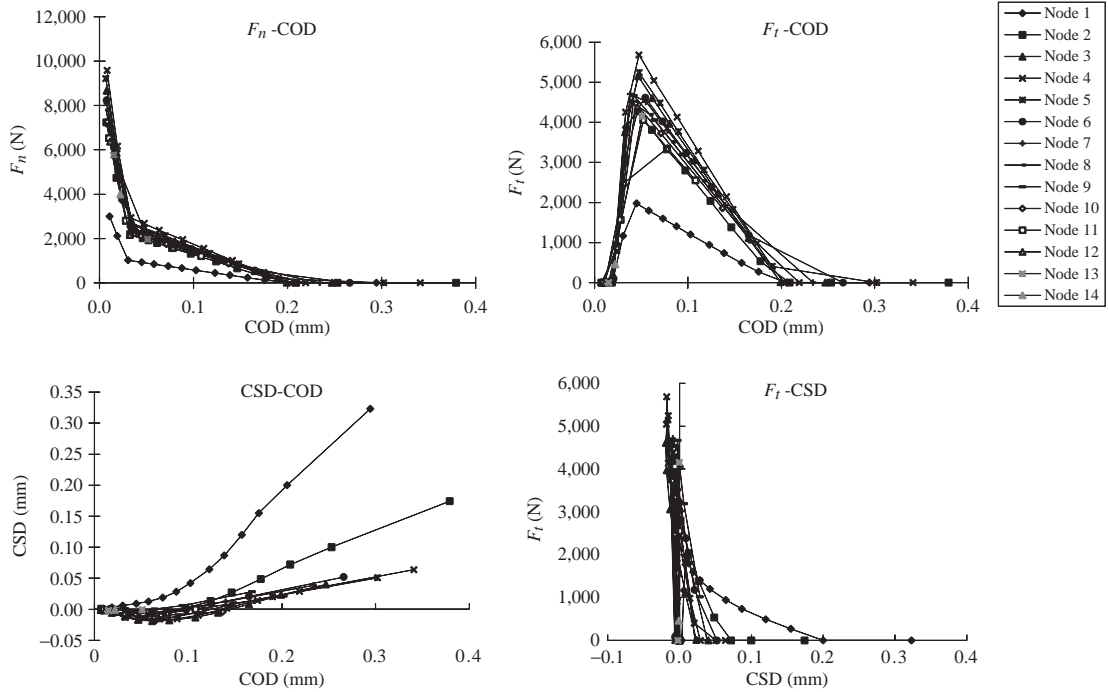 Fn -COD
12,000
10,000
8,000
6,000
4,000
2,000
0
Fn (N)
0.0
0.1
0.2
0.3
0.4
COD (mm)
Ft -COD
6,000
5,000
4,000
3,000
2,000
1,000
0
Ft (N)
0.0
0.1
0.2
0.3
0.4
COD (mm)
Node 1
Node 2
Node 3
Node 4
Node 5
Node 6
Node 7
Node 8
Node 9
Node 10
Node 11
Node 12
Node 13
Node 14
CSD-COD
0.35
0.30
0.25
0.20
0.15
0.10
0.05
0.00
−0.05
CSD (mm)
0
0.1
0.2
0.3
0.4
COD (mm)
Ft -CSD
6,000
5,000
4,000
3,000
2,000
1,000
0
Ft (N)
−0.1
0.0
0.1
0.2
0.3
0.4
CSD (mm)